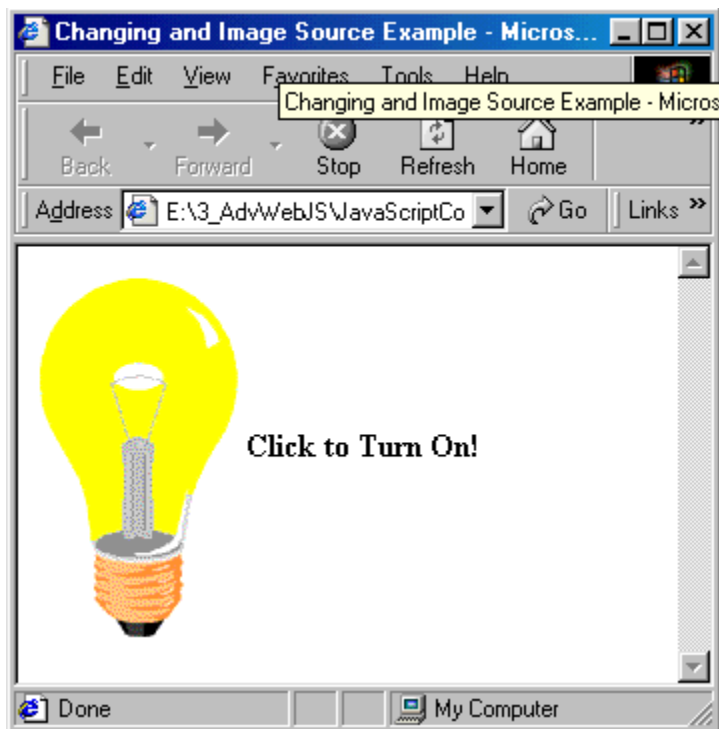 Changing and Image Source Example - Micros...
File Edit View Favorites Tools Help
Changing and Image Source Example - Micros
Back Forward Stop Refresh Home
Address E:\3_AdvWebJS\JavaScriptCo Go Links
Click to Turn On!
Done My Computer